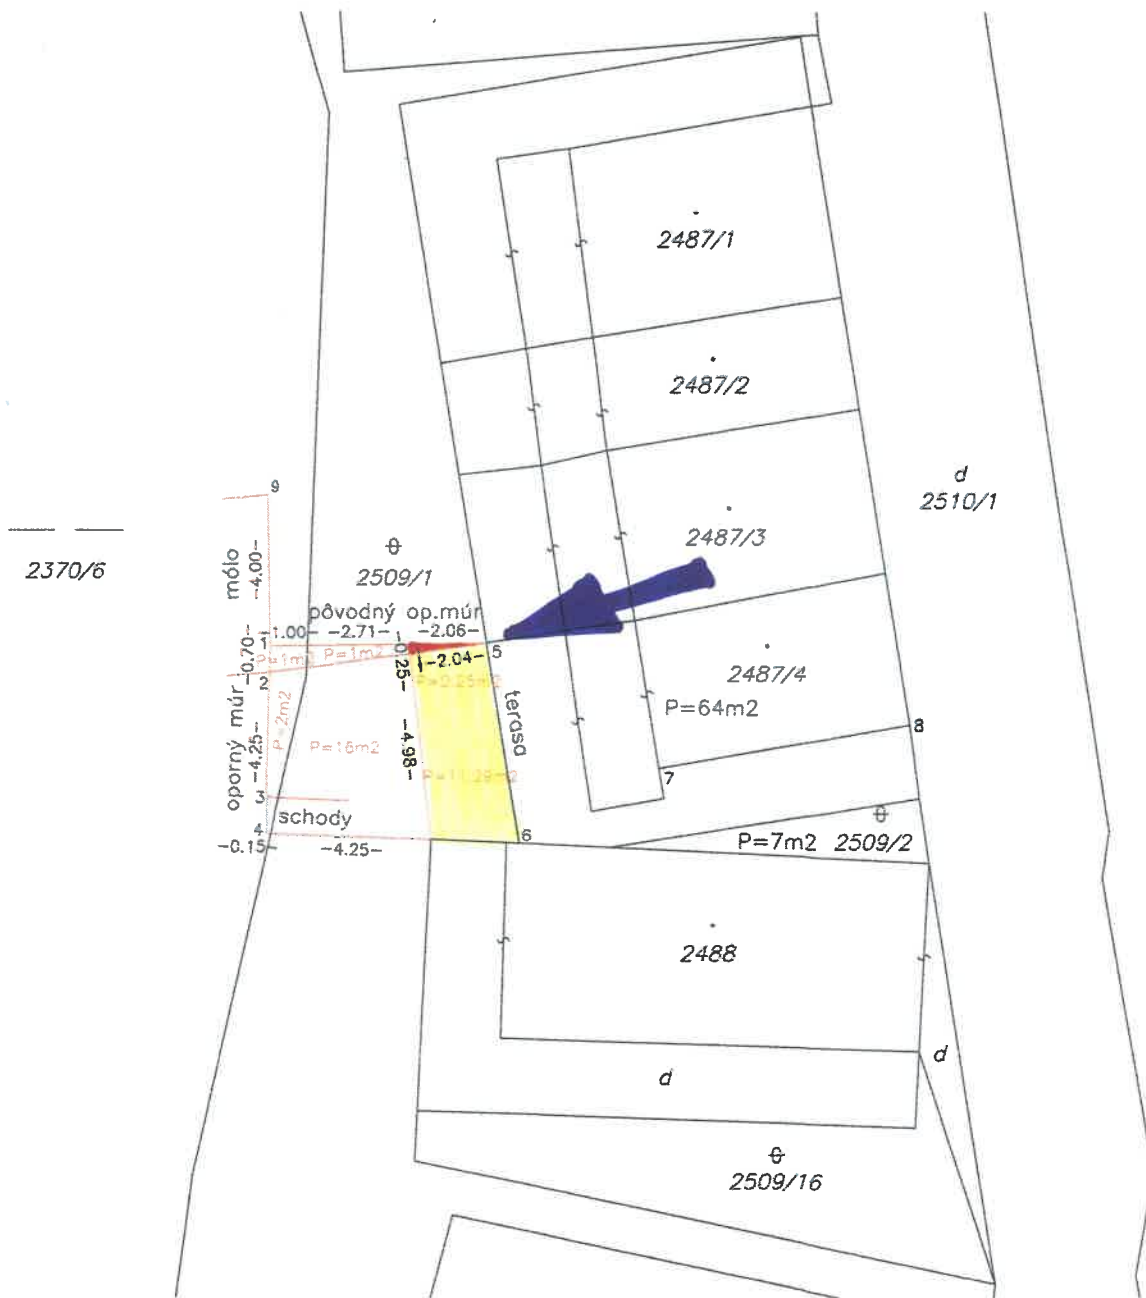 2487/1
2487/2
d
2510/1
9
2487/3
mólo
-4.00-
2370/6
2509/1
pôvodný op.múr
-1.00-
-2.71-
-2.06-
1
-0.70-
P=1m2
-0.25-
-2.04-
5
2
2487/4
P=64m2
terasa
oporný múr
P=2m2
-4.25-
P=16m2
-4.98-
P=11.29m2
8
7
3
schody
4
6
-0.15-
-4.25-
P=7m2
2509/2
2488
d
d
2509/16